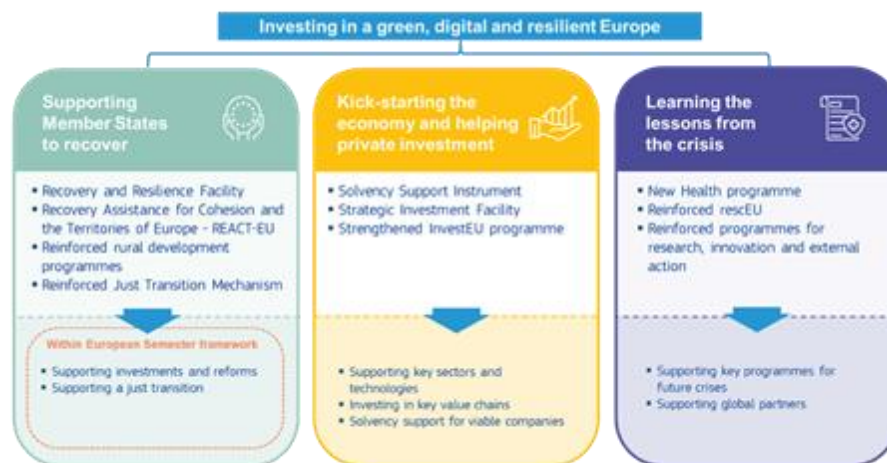 Investing in a green, digital and resilient Europe
Supporting
Member States
to recover
▪ Recovery and Resilience Facility
▪ Recovery Assistance for Cohesion and
the Territories of Europe - REACT-EU
▪ Reinforced rural development
programmes
▪ Reinforced Just Transition Mechanism
Within European Semester framework
▪ Supporting investments and reforms
▪ Supporting a just transition
Kick-starting the
economy and helping
private investment
▪ Solvency Support Instrument
▪ Strategic Investment Facility
▪ Strengthened InvestEU programme
▪ Supporting key sectors and
technologies
▪ Investing in key value chains
▪ Solvency support for viable companies
Learning the
lessons from
the crisis
▪ New Health programme
▪ Reinforced rescEU
▪ Reinforced programmes for
research, innovation and external
action
▪ Supporting key programmes for
future crises
▪ Supporting global partners